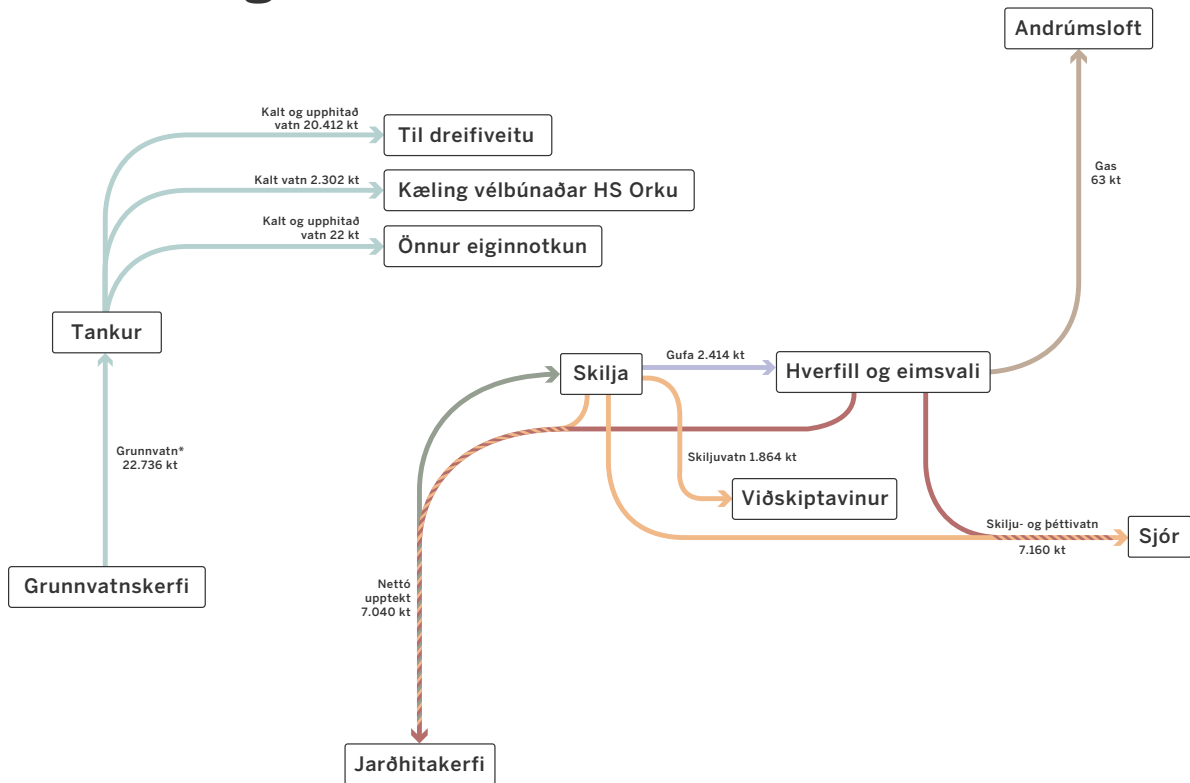 Andrúmsloft
Kalt og upphitað
vatn 20.412 kt
Til dreifiveitu
Kalt vatn 2.302 kt
Kæling vélbúnaðar HS Orku
Kalt og upphitað
vatn 22 kt
Önnur eiginnotkun
Gas
63 kt
Tankur
Skilja
Gufa 2.414 kt
Hverfill og eimsvali
Grunnvatn*
22.736 kt
Skiljuvatn 1.864 kt
Viðskiptavinur
Skilju- og þéttivatn
7.160 kt
Sjór
Grunnvatnskerfi
Nettó
upptekt
7.040 kt
Jarðhitakerfi